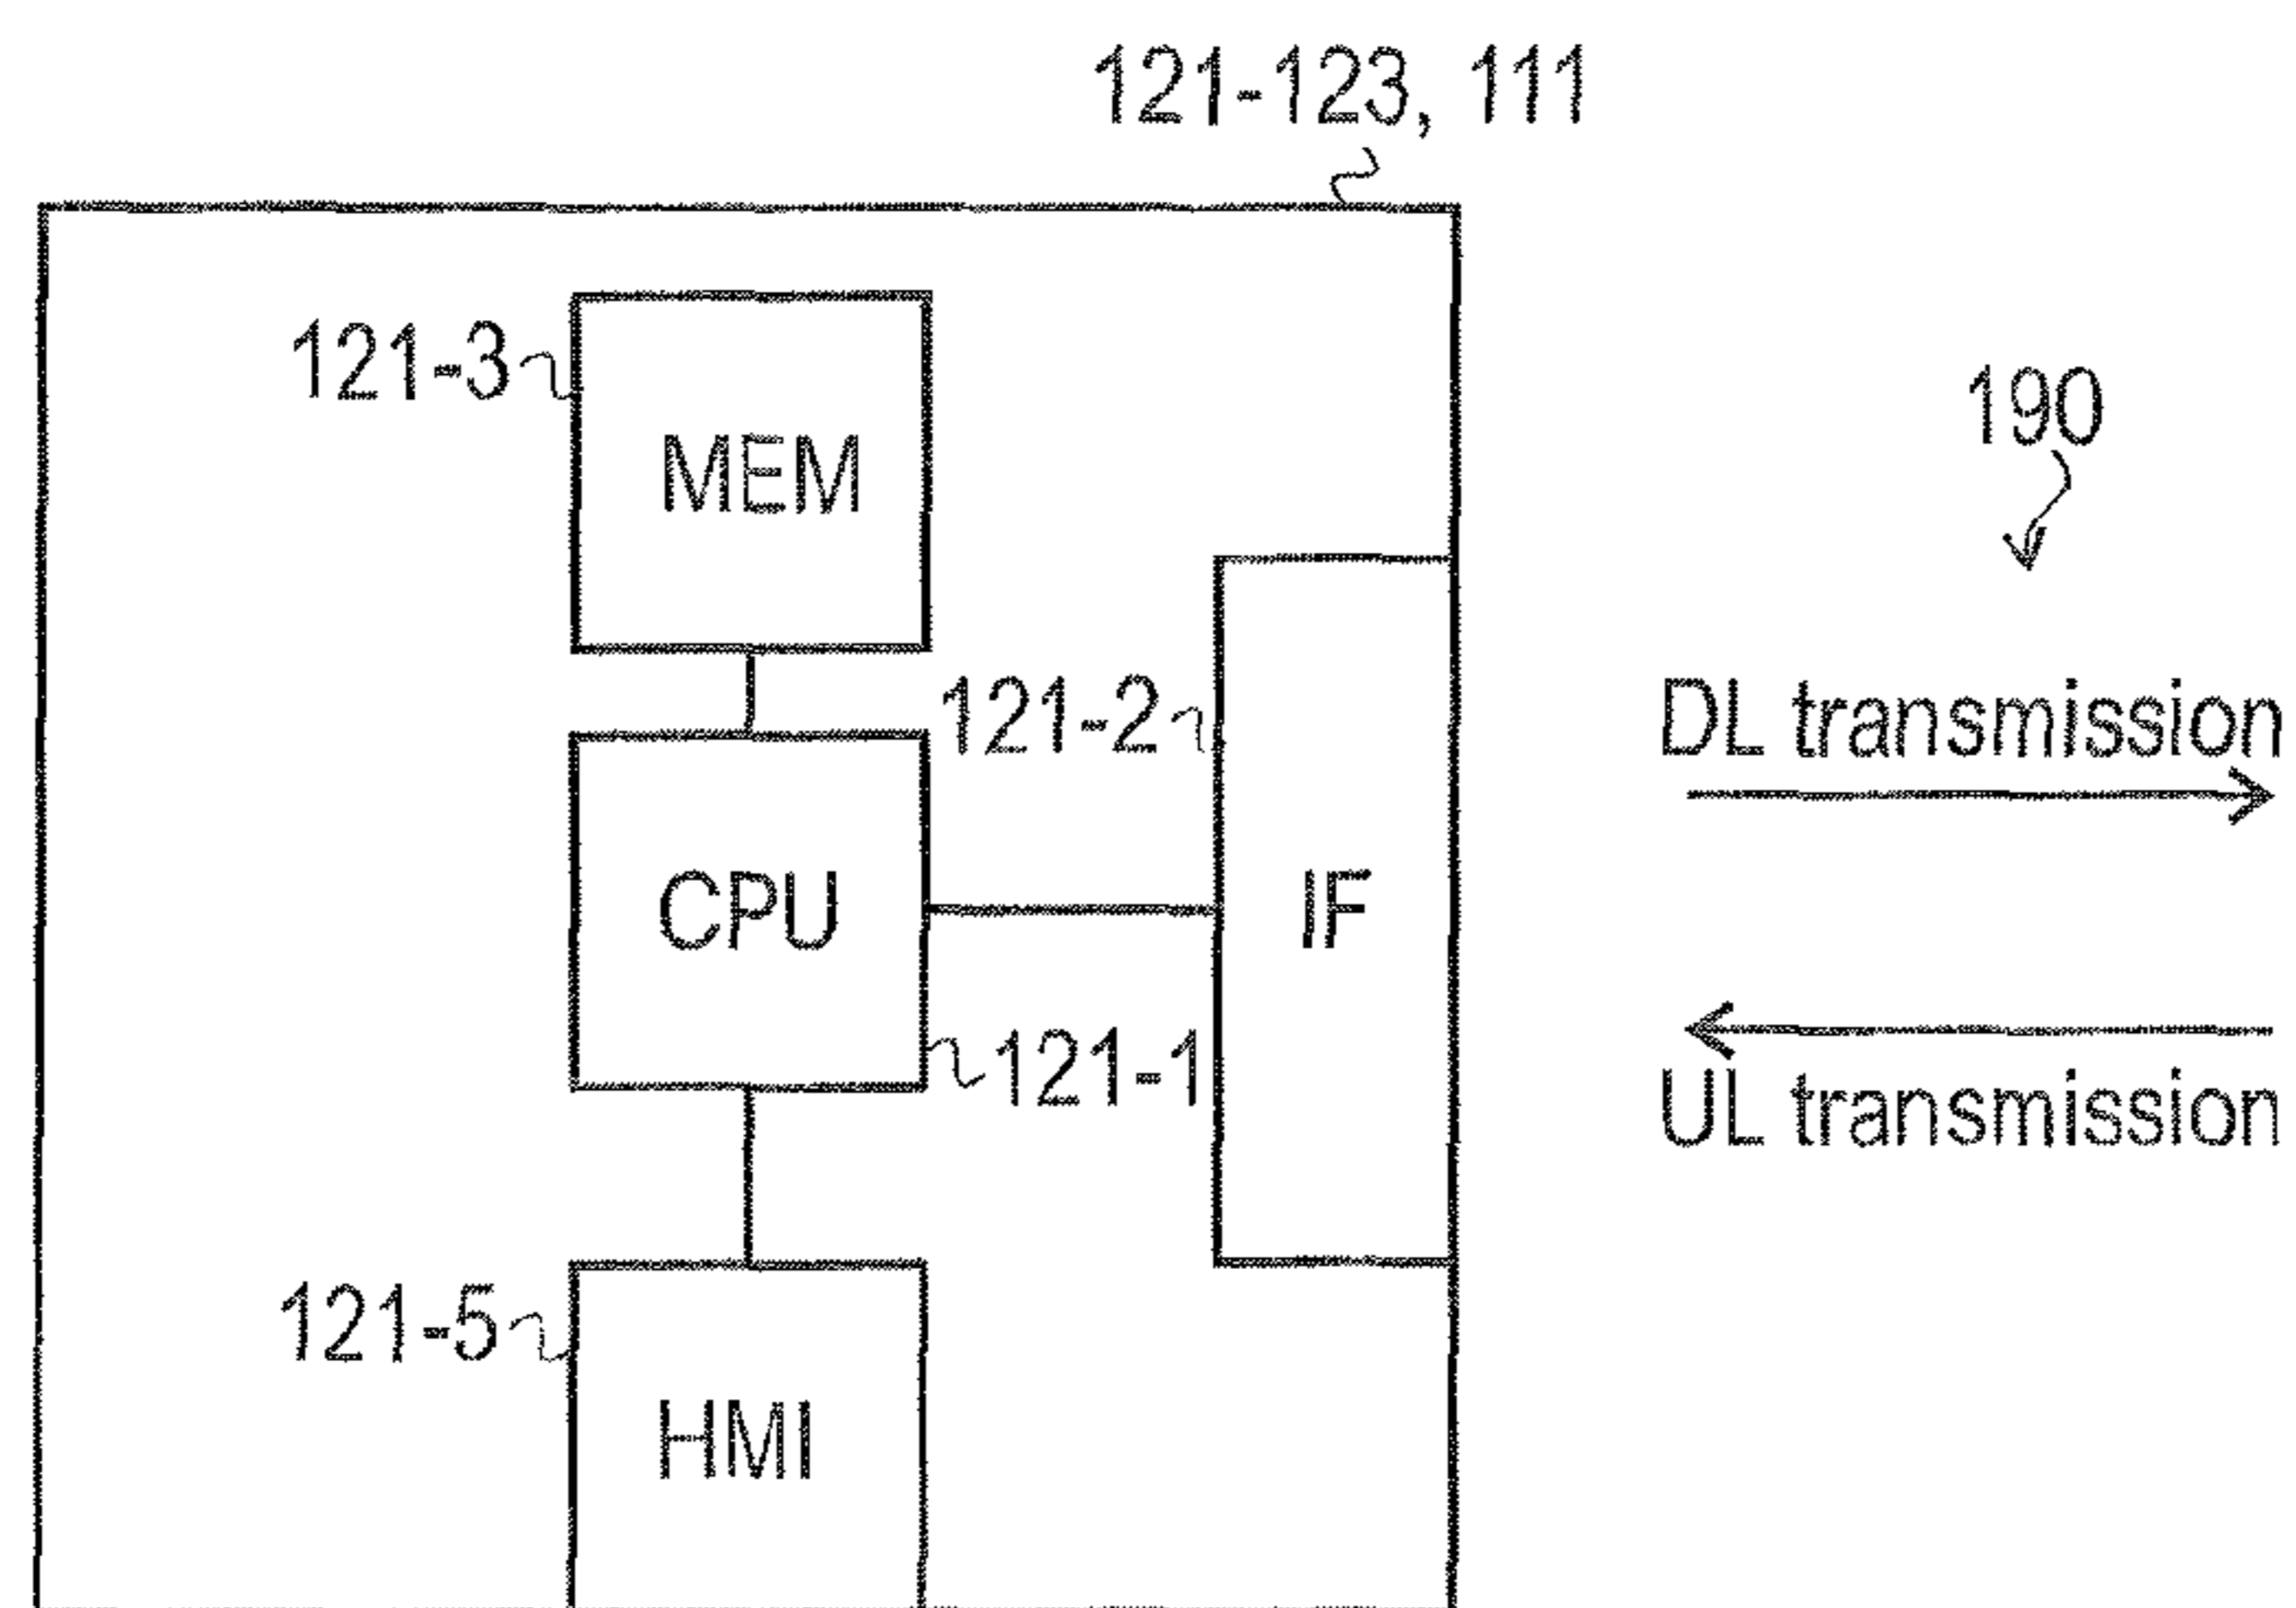 121-123, 111
121-3
MEM
190
121-2
DL transmission
CPU
IF
121-1
UL transmission
121-5
HMI